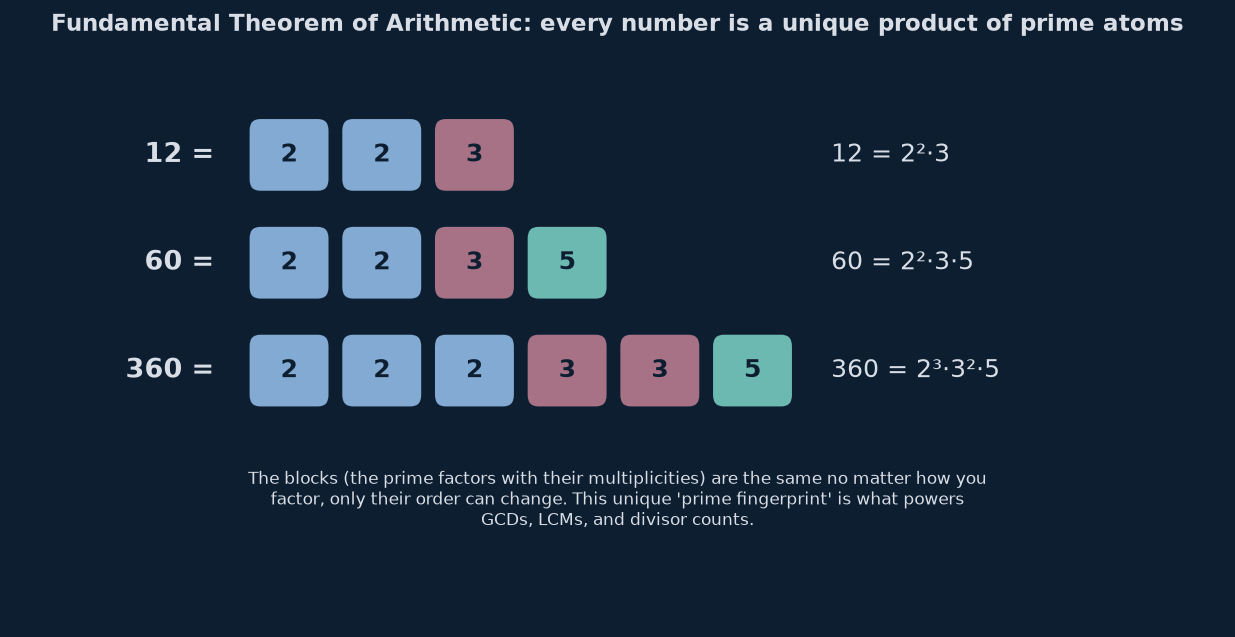 Fundamental Theorem of Arithmetic: every number is a unique product of prime atoms
12 = 2 2 3 12 = 2²·3
60 = 2 2 3 5 60 = 2²·3·5
360 = 2 2 2 3 3 5 360 = 2³·3²·5
The blocks (the prime factors with their multiplicities) are the same no matter how you
factor, only their order can change. This unique 'prime fingerprint' is what powers
GCDs, LCMs, and divisor counts.